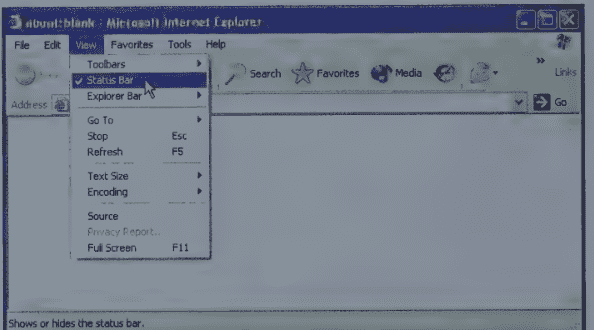 about:blank - Microsoft Internet Explorer
File Edit View Favorites Tools Help
Toolbars
Status Bar
Explorer Bar
Go To
Stop Esc
Refresh F5
Text Size
Encoding
Source
Privacy Report...
Full Screen F11
Search Favorites Media
Links
Address
Go
Shows or hides the status bar.